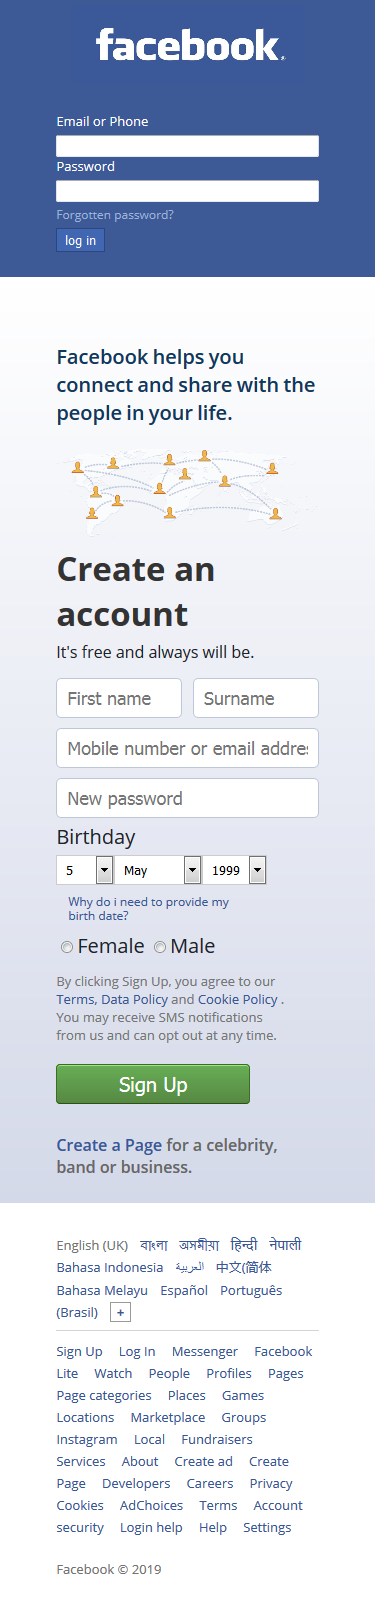 facebook
Email or Phone
Password
Forgotten password?
log in
Facebook helps you
connect and share with the
people in your life.
Create an
account
It's free and always will be.
First name Surname
Mobile number or email addres
New password
Birthday
5 May 1999
Why do i need to provide my
birth date?
Female Male
By clicking Sign Up, you agree to our
Terms, Data Policy and Cookie Policy .
You may receive SMS notifications
from us and can opt out at any time.
Sign Up
Create a Page for a celebrity,
band or business.
English (UK) বাংলা অসমীয়া हिन्दी नेपाली
Bahasa Indonesia العربية 中文(简体
Bahasa Melayu Español Português
(Brasil) +
Sign Up Log In Messenger Facebook
Lite Watch People Profiles Pages
Page categories Places Games
Locations Marketplace Groups
Instagram Local Fundraisers
Services About Create ad Create
Page Developers Careers Privacy
Cookies AdChoices Terms Account
security Login help Help Settings
Facebook © 2019